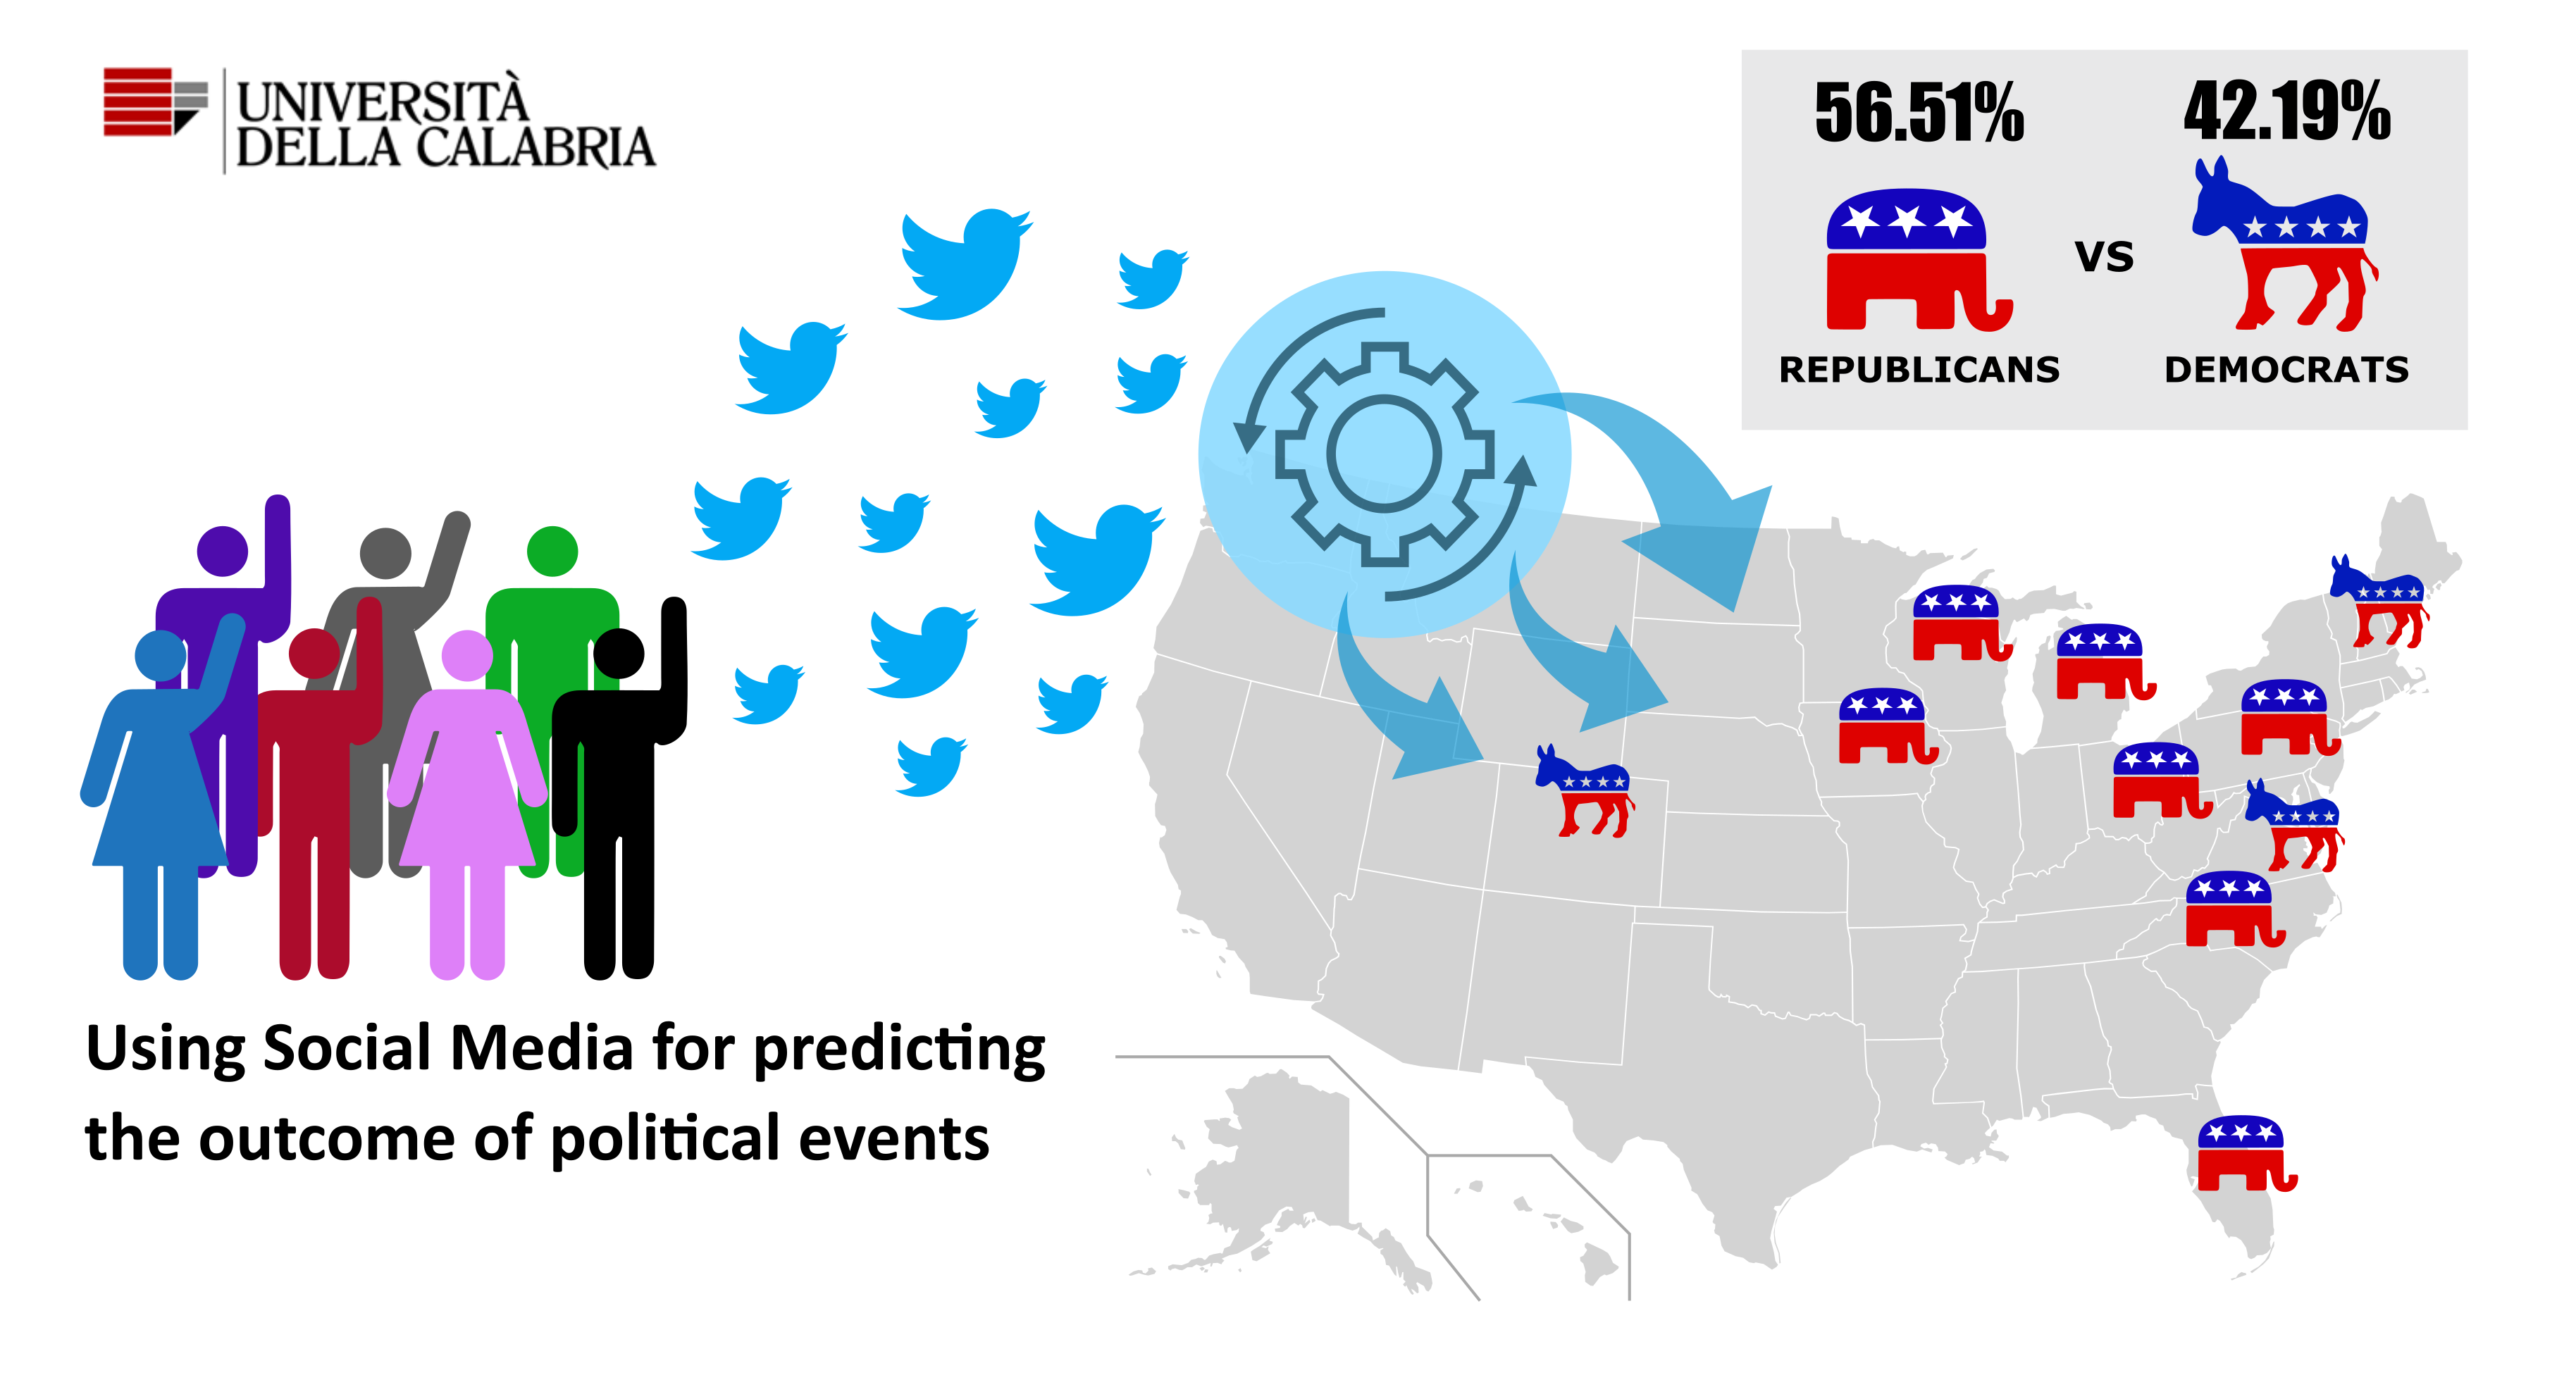 UNIVERSITÀ
DELLA CALABRIA
56.51%
42.19%
vs
REPUBLICANS
DEMOCRATS
Using Social Media for predicting
the outcome of political events